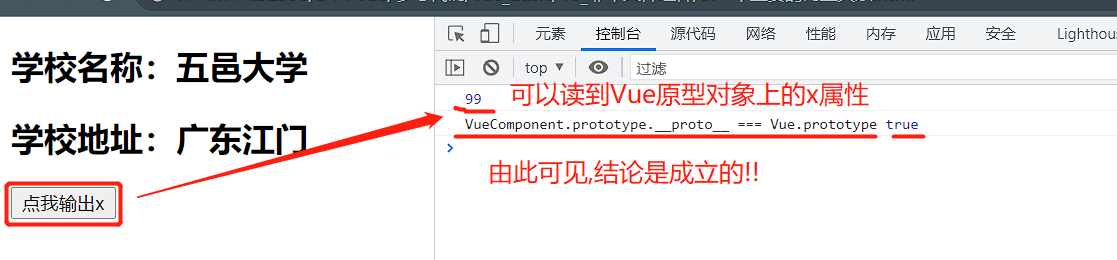 学校名称：五邑大学
学校地址：广东江门
点我输出x
元素 控制台 源代码 网络 性能 内存 应用 安全 Lighthou
top 过滤
99
可以读到Vue原型对象上的x属性
VueComponent.prototype.__proto__ === Vue.prototype true
由此可见,结论是成立的!!